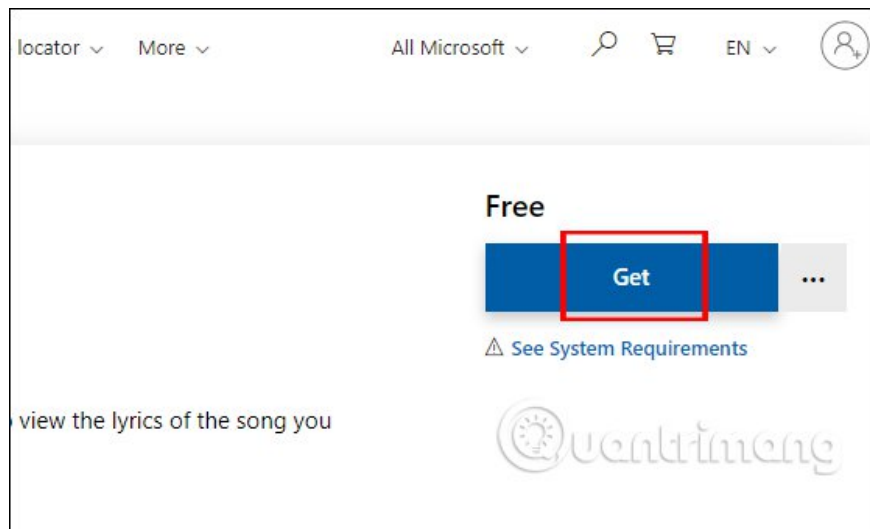 locator More All Microsoft EN
Free
Get ...
See System Requirements
view the lyrics of the song you
Quantrimang